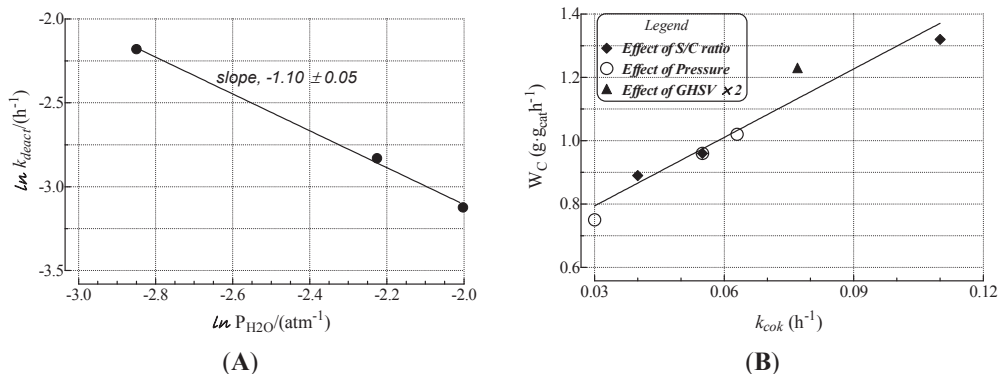 -2.0
-2.5
-3.0
-3.5
ln k_deact/(h⁻¹)
slope, -1.10 ± 0.05
-3.0
-2.8
-2.6
-2.4
-2.2
-2.0
ln P_H2O/(atm⁻¹)
(A)
1.4
1.2
1.0
0.8
0.6
W_C (g·g_cat h⁻¹)
Legend
Effect of S/C ratio
Effect of Pressure
Effect of GHSV ×2
0.03
0.06
0.09
0.12
k_cok (h⁻¹)
(B)